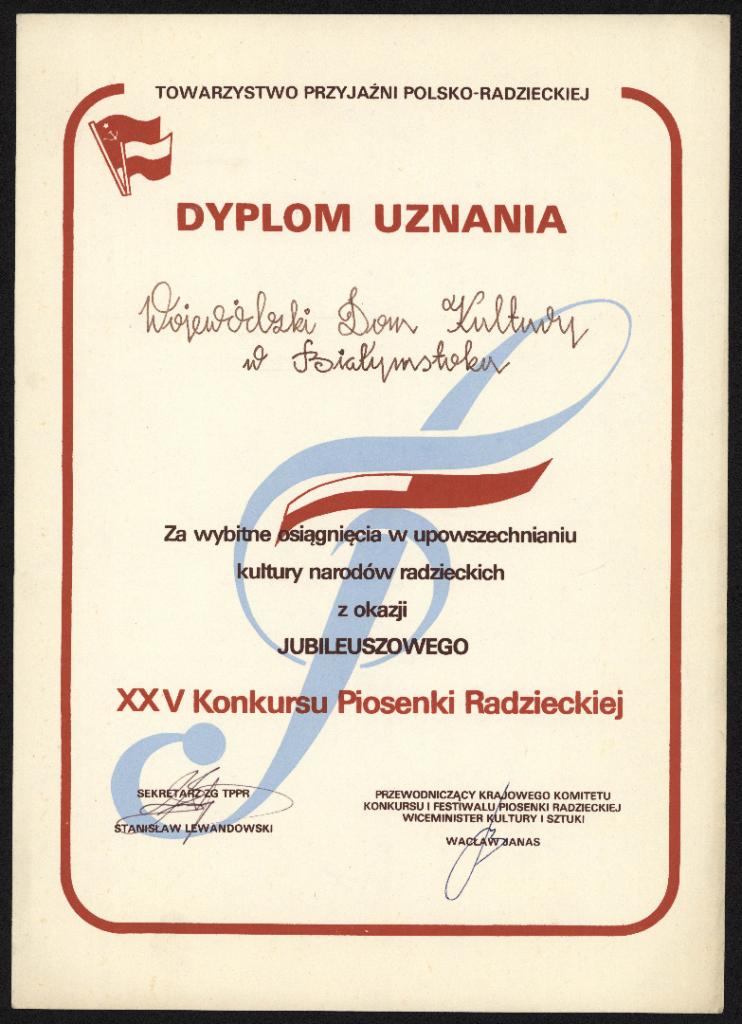 TOWARZYSTWO PRZYJAŹNI POLSKO-RADZIECKIEJ
DYPLOM UZNANIA
Wojewódzki Dom Kultury
w Białymstoku
Za wybitne osiągnięcia w upowszechnianiu
kultury narodów radzieckich
z okazji
JUBILEUSZOWEGO
XXV Konkursu Piosenki Radzieckiej
SEKRETARZ ZG TPPR
STANISŁAW LEWANDOWSKI
PRZEWODNICZĄCY KRAJOWEGO KOMITETU
KONKURSU I FESTIWALU PIOSENKI RADZIECKIEJ
WICEMINISTER KULTURY I SZTUKI
WACŁAW JANAS